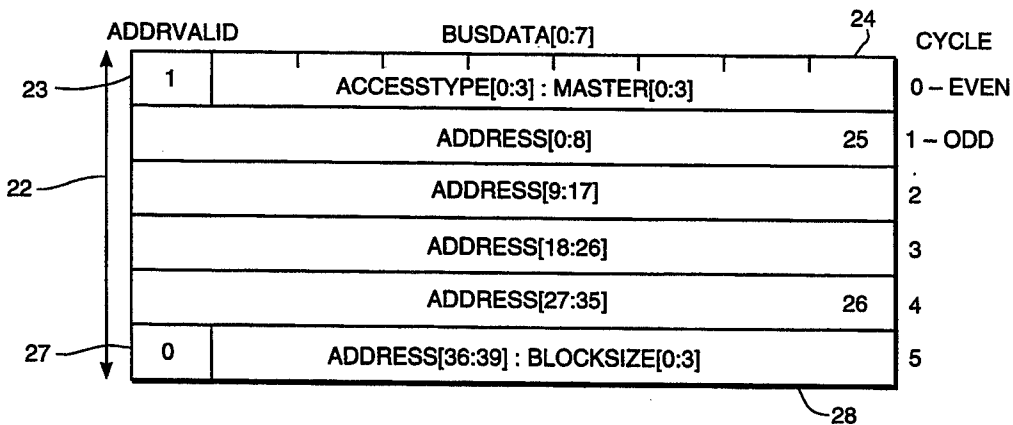 ADDRVALID BUSDATA[0:7] 24 CYCLE
23 1 ACCESSTYPE[0:3] : MASTER[0:3] 0 – EVEN
ADDRESS[0:8] 25 1 – ODD
22 ADDRESS[9:17] 2
ADDRESS[18:26] 3
ADDRESS[27:35] 26 4
27 0 ADDRESS[36:39] : BLOCKSIZE[0:3] 5
28